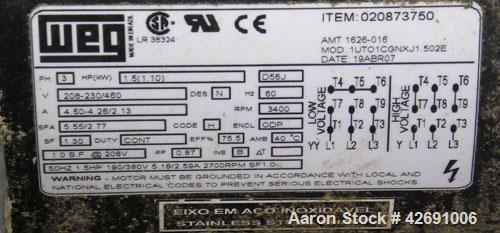 weg
MADE IN BRAZIL
LR 38324
CE
ITEM:020873750
AMT 1626-016
MOD. 1UTO1CGNXJ1.502E
DATE 19ABR07
PH 3 HP(KW) 1.5(1.10) D56J
V 208-230/460 DES N Hz 60
A 4.50-4.26/2.13 RPM 3400
SFA 5.55/2.77 CODE H ENCL ODP
SF 1.30 DUTY CONT EFF% 75.5 AMB 40°C
1.0 S.F @ 208V PF 0.87 INS B ΔT
50HZ 1.5HP 190/380V 5.18/2.59A 2700RPM SF1.0
LOW VOLTAGE
T4 T5 T6
T7 T8 T9
T1 T2 T3
YY L1 L2 L3
HIGH VOLTAGE
T4 T5 T6
T7 T8 T9
T1 T2 T3
Y L1 L2 L3
WARNING - MOTOR MUST BE GROUNDED IN ACCORDANCE WITH LOCAL AND
NATIONAL ELECTRICAL CODES TO PREVENT SERIOUS ELECTRICAL SHOCKS
EIXO EM AÇO INOXIDÁVEL
STAINLESS
Aaron Stock # 42691006